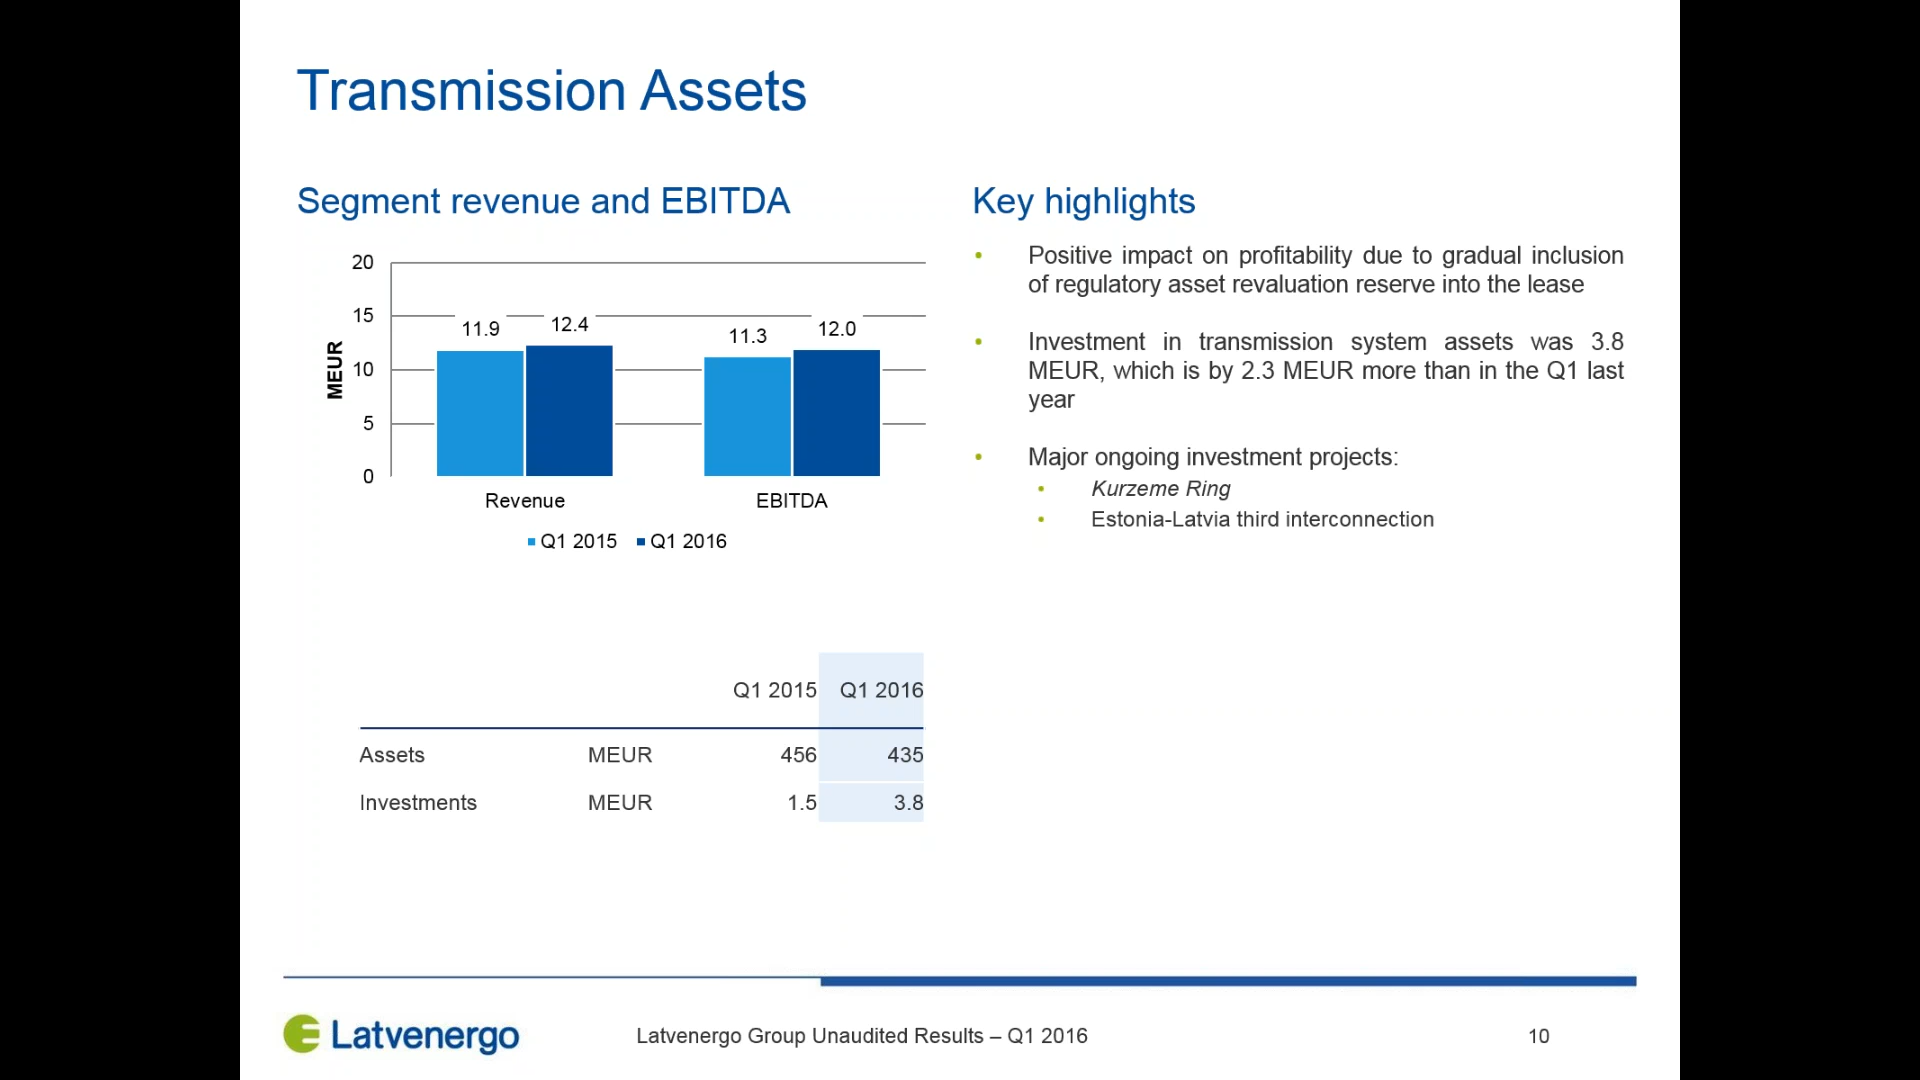 Transmission Assets
Segment revenue and EBITDA
20
15
10
5
0
MEUR
11.9
12.4
11.3
12.0
Revenue
EBITDA
Q1 2015
Q1 2016
Q1 2015 Q1 2016
Assets MEUR 456 435
Investments MEUR 1.5 3.8
Key highlights
• Positive impact on profitability due to gradual inclusion
of regulatory asset revaluation reserve into the lease
• Investment in transmission system assets was 3.8
MEUR, which is by 2.3 MEUR more than in the Q1 last
year
• Major ongoing investment projects:
• Kurzeme Ring
• Estonia-Latvia third interconnection
Latvenergo
Latvenergo Group Unaudited Results – Q1 2016
10